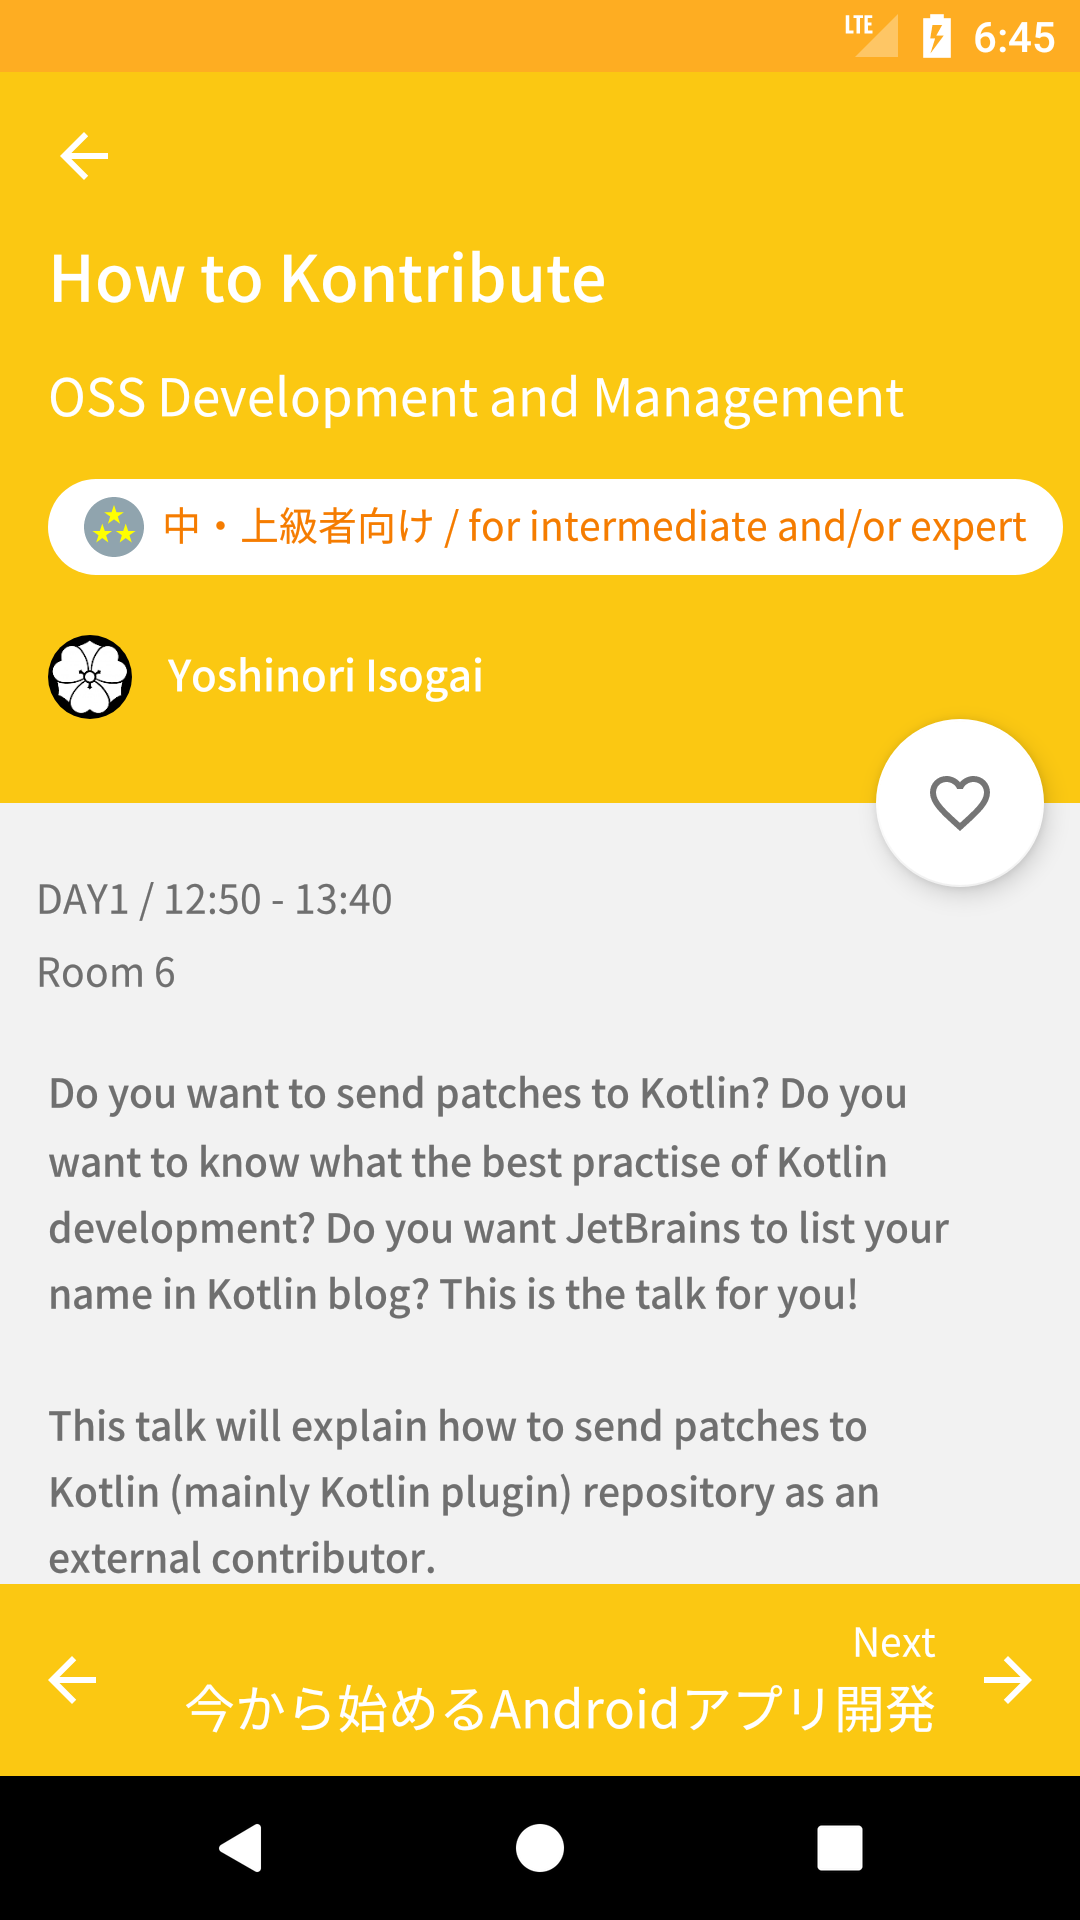 LTE 6:45
How to Kontribute
OSS Development and Management
中・上級者向け / for intermediate and/or expert
Yoshinori Isogai
DAY1 / 12:50 - 13:40
Room 6
Do you want to send patches to Kotlin? Do you
want to know what the best practise of Kotlin
development? Do you want JetBrains to list your
name in Kotlin blog? This is the talk for you!
This talk will explain how to send patches to
Kotlin (mainly Kotlin plugin) repository as an
external contributor.
Next
今から始めるAndroidアプリ開発